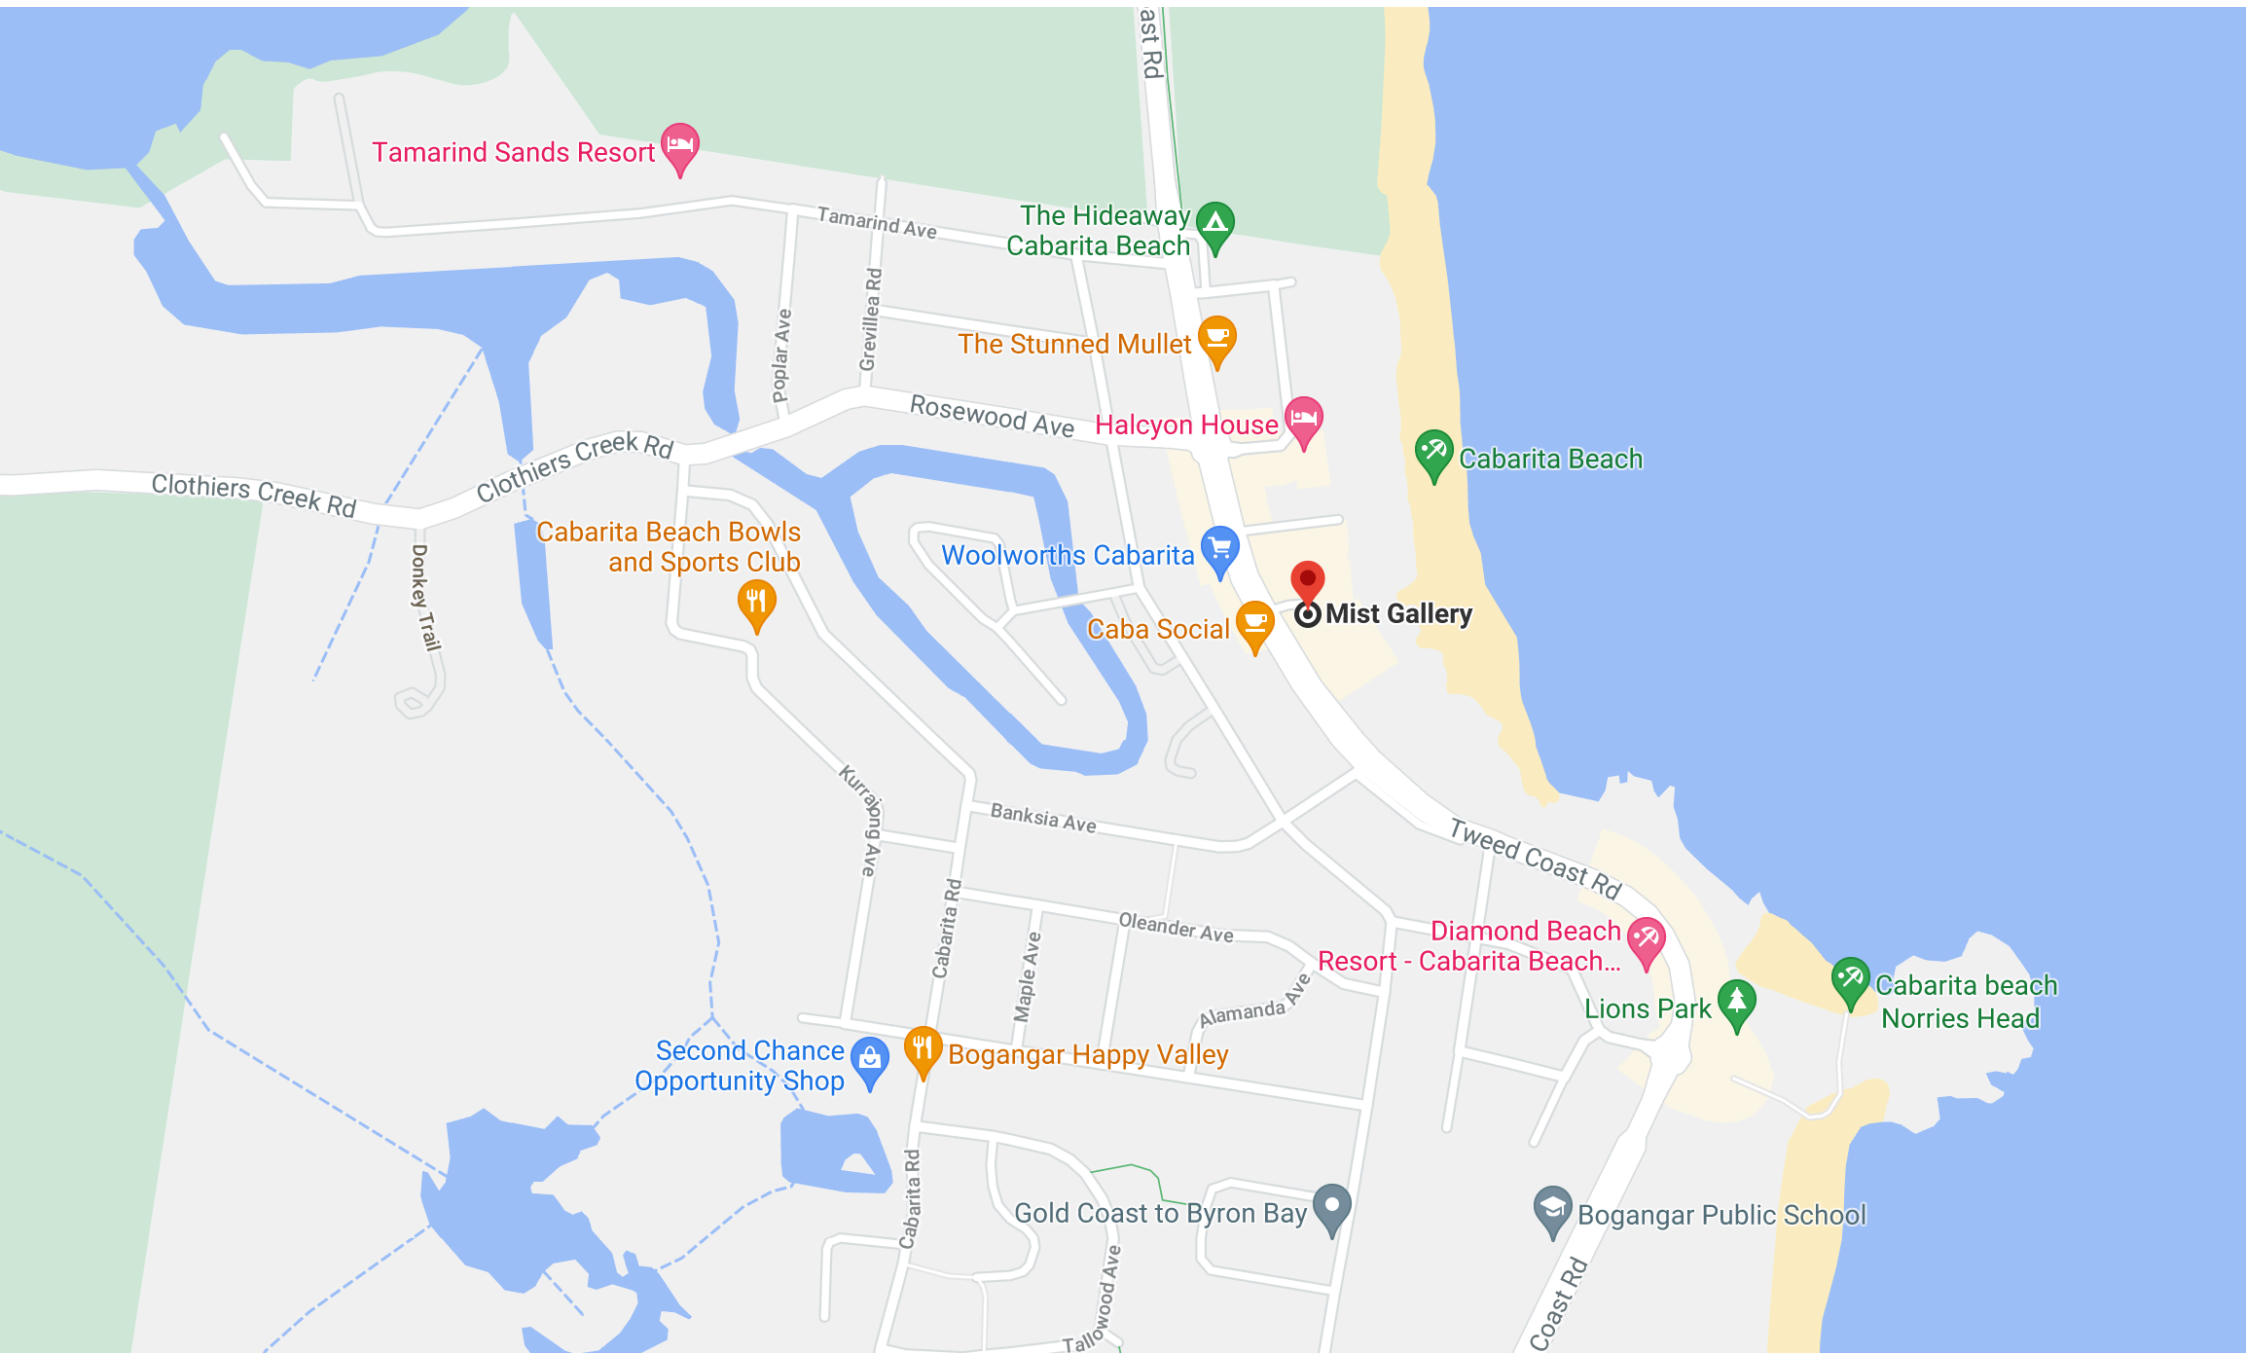 ast Rd
Tamarind Sands Resort
Tamarind Ave
The Hideaway
Cabarita Beach
Grevillea Rd
Poplar Ave
The Stunned Mullet
Rosewood Ave
Halcyon House
Clothiers Creek Rd
Clothiers Creek Rd
Cabarita Beach
Cabarita Beach Bowls
and Sports Club
Donkey Trail
Woolworths Cabarita
Mist Gallery
Caba Social
Kurrajong Ave
Banksia Ave
Tweed Coast Rd
Cabarita Rd
Oleander Ave
Maple Ave
Alamanda Ave
Diamond Beach
Resort - Cabarita Beach...
Lions Park
Cabarita beach
Norries Head
Second Chance
Opportunity Shop
Bogangar Happy Valley
Cabarita Rd
Gold Coast to Byron Bay
Bogangar Public School
Tallowood Ave
Coast Rd